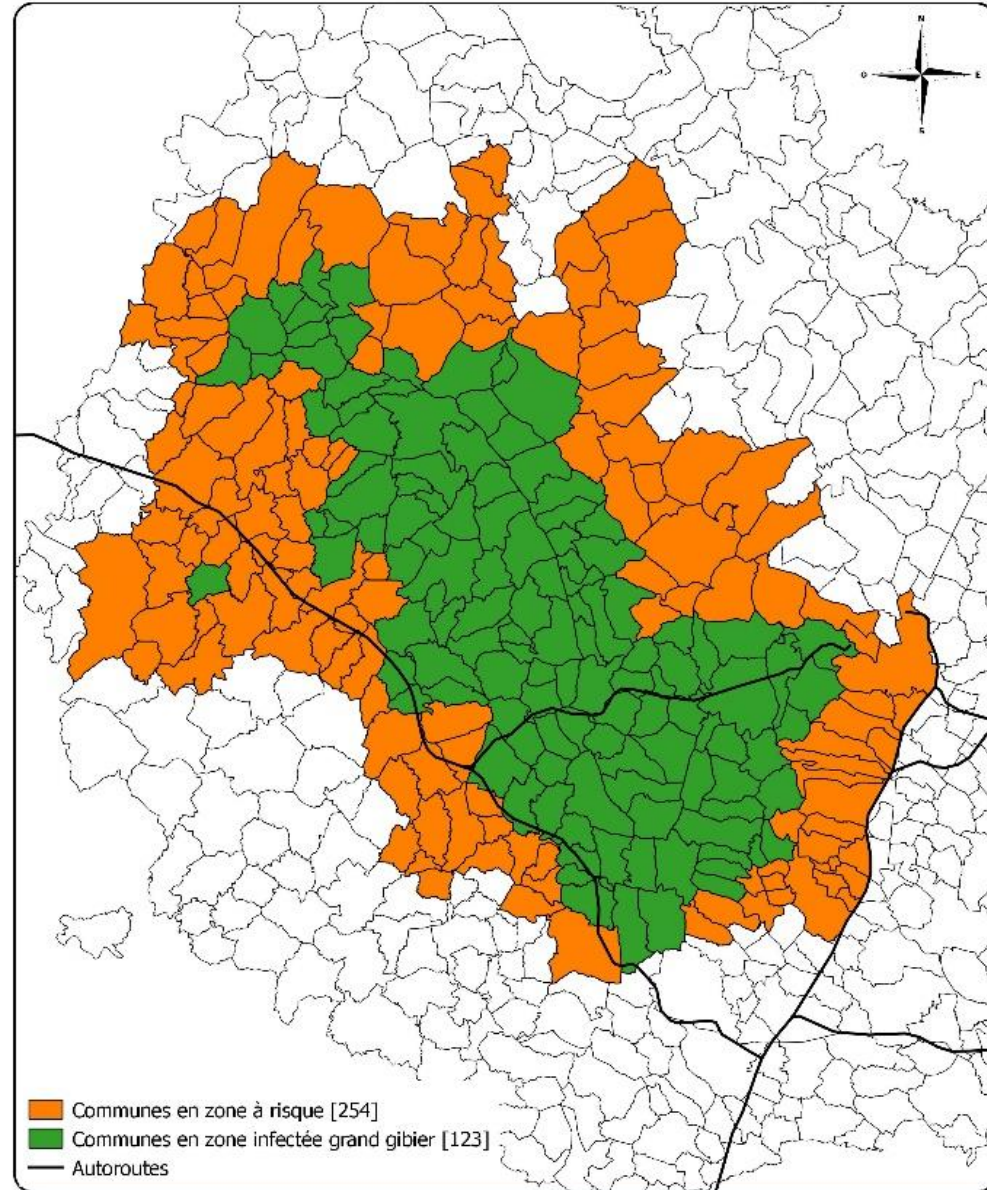 N
O
E
S
Communes en zone à risque [254]
Communes en zone infectée grand gibier [123]
Autoroutes